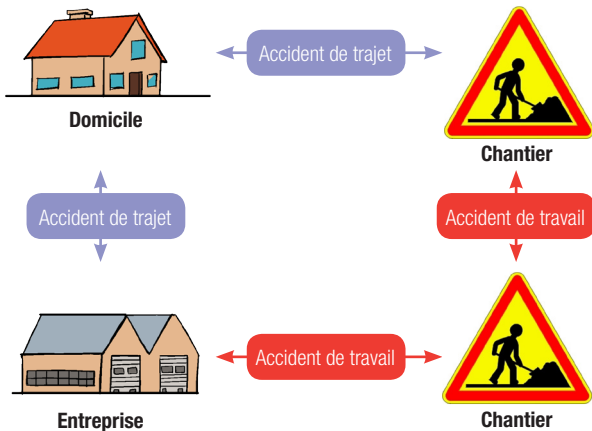 Accident de trajet
Domicile
Chantier
Accident de trajet
Accident de travail
Accident de travail
Entreprise
Chantier